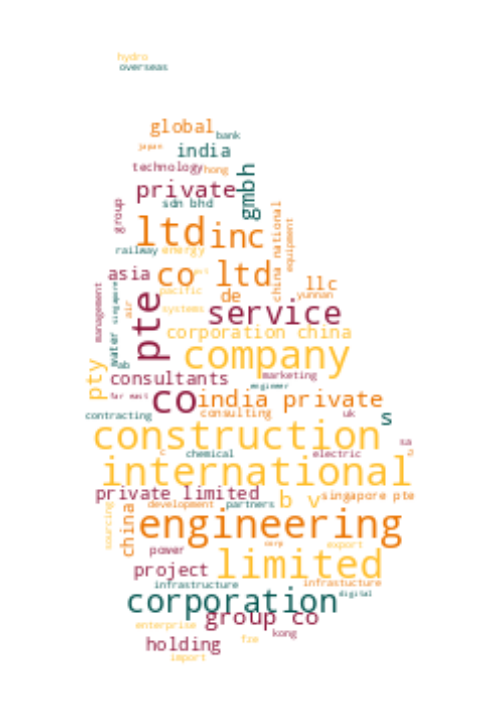 hydro
overseas
global
bank
japan
india
technology
hong
gmbh
private
sdn bhd
group
ltd
inc
china national
equipment
railway
energy
asia
co ltd
llc
de
yunnan
pacific
management
singapore
air
pte
systems
service
corporation china
water
company
ab
pty
consultants
marketing
engineer
far east
co
india private
contracting
consulting
uk
s
construction
sa
c
chemical
electric
a
international
private limited
b v
singapore pte
sourcing
development
partners
china
engineering
power
corp
export
project
limited
infrastructure
infrastucture
corporation
digital
group co
enterprise
kong
holding
fze
import